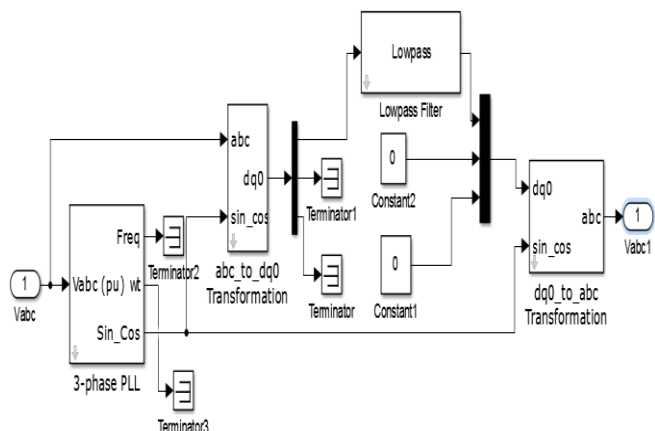 Lowpass
Lowpass Filter
abc
dq0
sin_cos
abc_to_dq0
Transformation
Terminator1
Terminator
0
Constant2
0
Constant1
dq0
abc
sin_cos
dq0_to_abc
Transformation
1
Vabc1
1
Vabc
Freq
Vabc (pu) wt
Sin_Cos
3-phase PLL
Terminator2
Terminator3